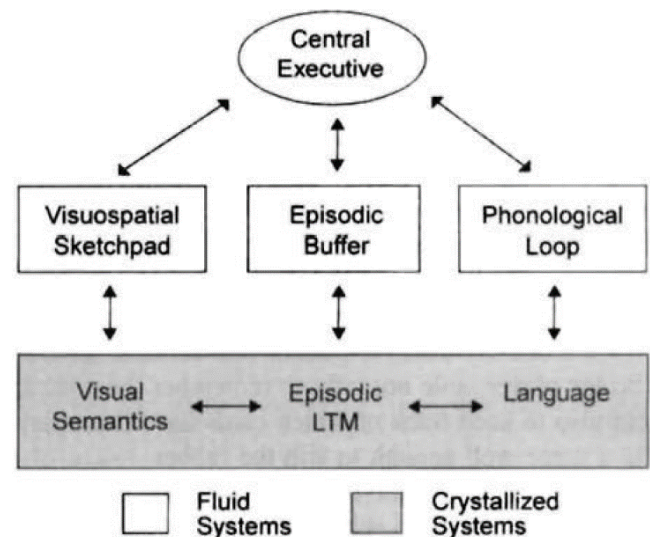 Central
Executive
Visuospatial
Sketchpad
Episodic
Buffer
Phonological
Loop
Visual
Semantics
Episodic
LTM
Language
Fluid
Systems
Crystallized
Systems